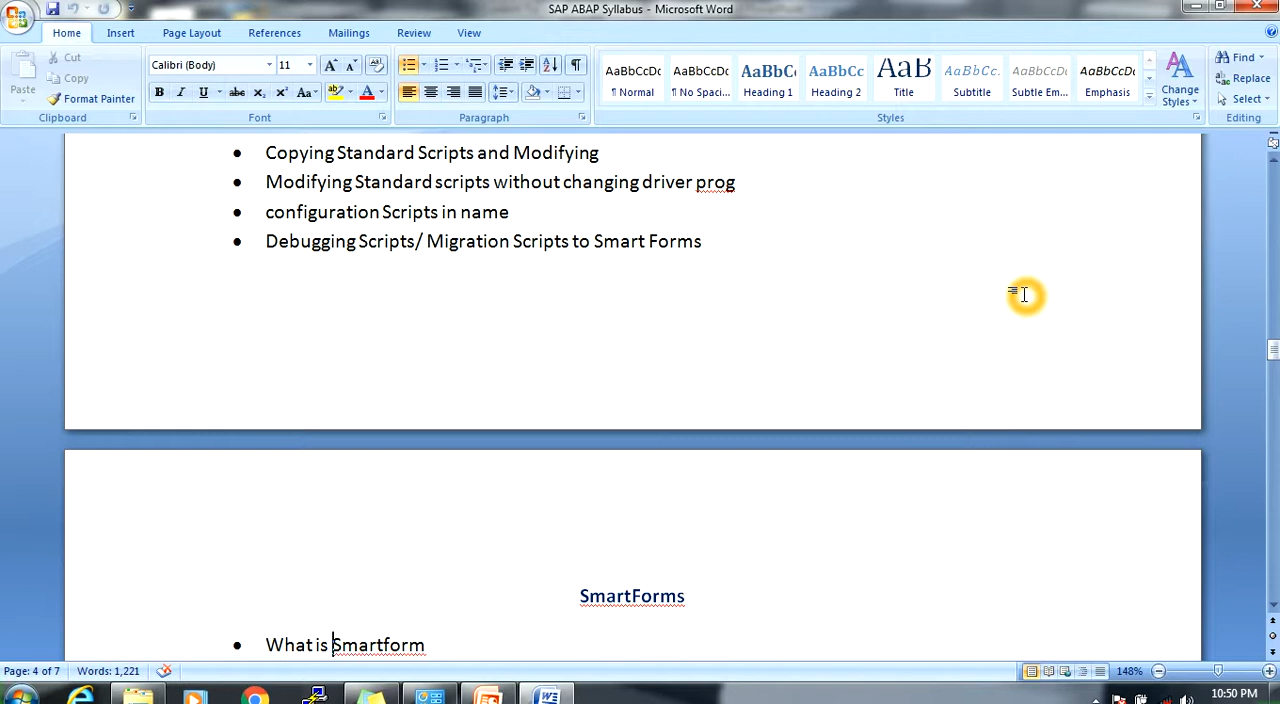 SAP ABAP Syllabus - Microsoft Word
Home Insert Page Layout References Mailings Review View
Paste
Cut
Copy
Format Painter
Clipboard
Calibri (Body) 11
B I U abc x₂ x² Aa
Font
Paragraph
AaBbCcDc AaBbCcDc AaBbC AaBbCc AaB AaBbCc. AaBbCcDc AaBbCcDc
¶ Normal ¶ No Spaci... Heading 1 Heading 2 Title Subtitle Subtle Em... Emphasis
Change Styles
Styles
Find
Replace
Select
Editing
• Copying Standard Scripts and Modifying
• Modifying Standard scripts without changing driver prog
• configuration Scripts in name
• Debugging Scripts/ Migration Scripts to Smart Forms
SmartForms
• What is Smartform
Page: 4 of 7 Words: 1,221 148%
10:50 PM